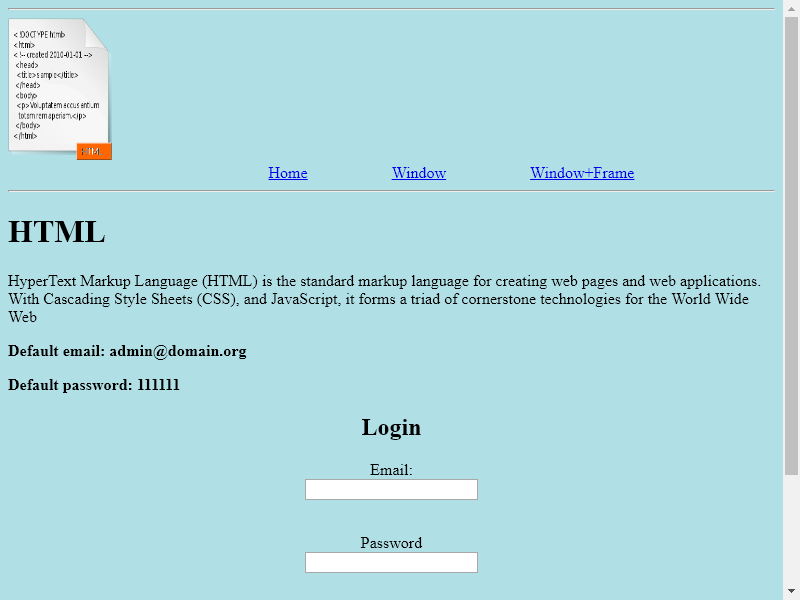 < !DOCTYPE html>
<html>
< !-- created 2010-01-01 -->
<head>
<title>sample</title>
</head>
<body>
<p>Voluptatem accusantium
totam rem aperiam.</p>
</body>
</html>
HTML
Home Window Window+Frame
HTML
HyperText Markup Language (HTML) is the standard markup language for creating web pages and web applications.
With Cascading Style Sheets (CSS), and JavaScript, it forms a triad of cornerstone technologies for the World Wide
Web
Default email: admin@domain.org
Default password: 111111
Login
Email:
Password